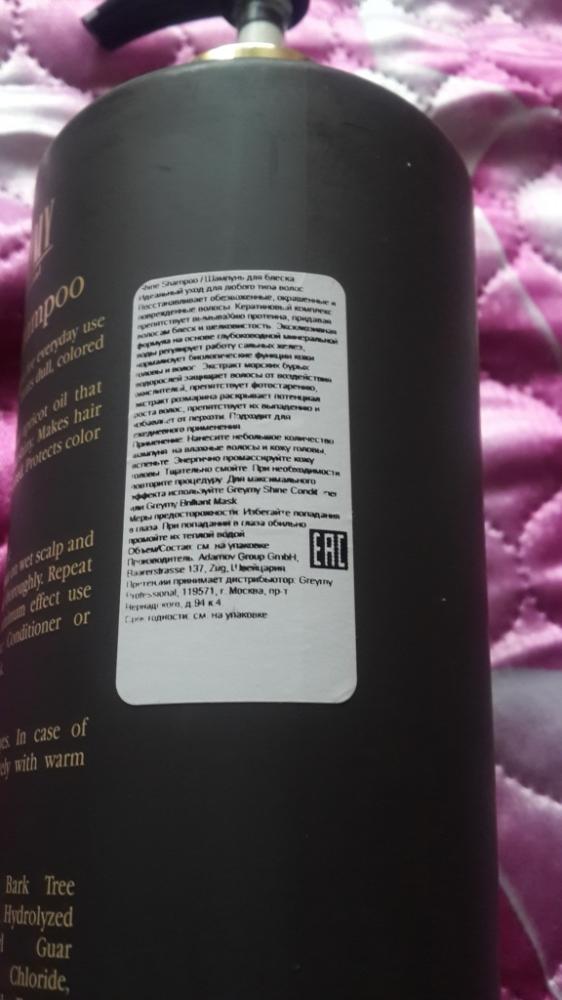 MY
mpoo
everyday use
dull, colored
ricot oil that
Makes hair
Protects color
wet scalp and
oroughly. Repeat
imum effect use
Conditioner or
yes. In case of
ely with warm
Bark Tree
Hydrolyzed
Guar
Chloride,
Shine Shampoo / Шампунь для блеска
Идеальный уход для любого типа волос
Восстанавливает обезвоженные, окрашенные и
поврежденные волосы. Кератиновый комплекс
препятствует вымыванию протеина, придавая
волосам блеск и шелковистость. Эксклюзивная
формула на основе глубоководной минеральной
воды регулирует работу сальных желез,
нормализует биологические функции кожи
головы и волос. Экстракт морских бурых
водорослей защищает волосы от воздействия
окислителей, препятствует фотостарению,
экстракт розмарина раскрывает потенциал
роста волос, препятствует их выпадению и
избавляет от перхоти. Подходит для
ежедневного применения
Применение: Нанесите небольшое количество
шампуня на влажные волосы и кожу головы,
вспеньте. Энергично промассируйте кожу
головы. Тщательно смойте. При необходимости
повторите процедуру. Для максимального
эффекта используйте Greymy Shine Conditioner
или Greymy Brilliant Mask
Меры предосторожности: Избегайте попадания
в глаза. При попадании в глаза обильно
промойте их теплой водой
Объем/Состав: см. на упаковке
Производитель: Adamov Group GmbH,
Baarerstrasse 137, Zug, Швейцария
Претензии принимает дистрибьютор: Greymy
Professional, 119571, г. Москва, пр-т
Вернадского, д.94 к.4
Срок годности: см. на упаковке
EAC